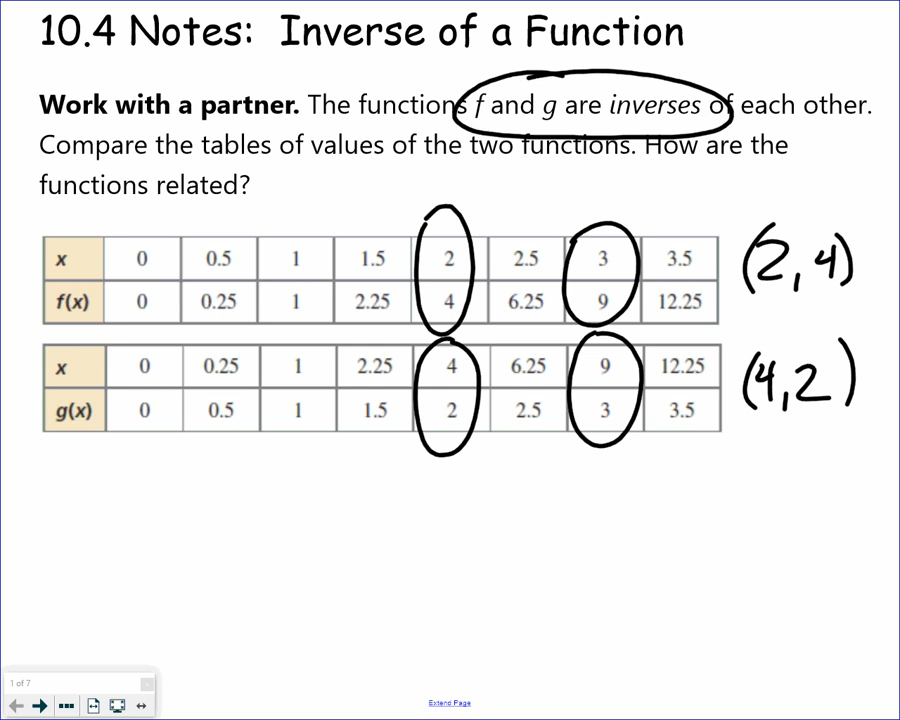 10.4 Notes: Inverse of a Function
Work with a partner. The functions f and g are inverses of each other.
Compare the tables of values of the two functions. How are the
functions related?
x 0 0.5 1 1.5 2 2.5 3 3.5
f(x) 0 0.25 1 2.25 4 6.25 9 12.25
(2,4)
x 0 0.25 1 2.25 4 6.25 9 12.25
g(x) 0 0.5 1 1.5 2 2.5 3 3.5
(4,2)
1 of 7
Extend Page